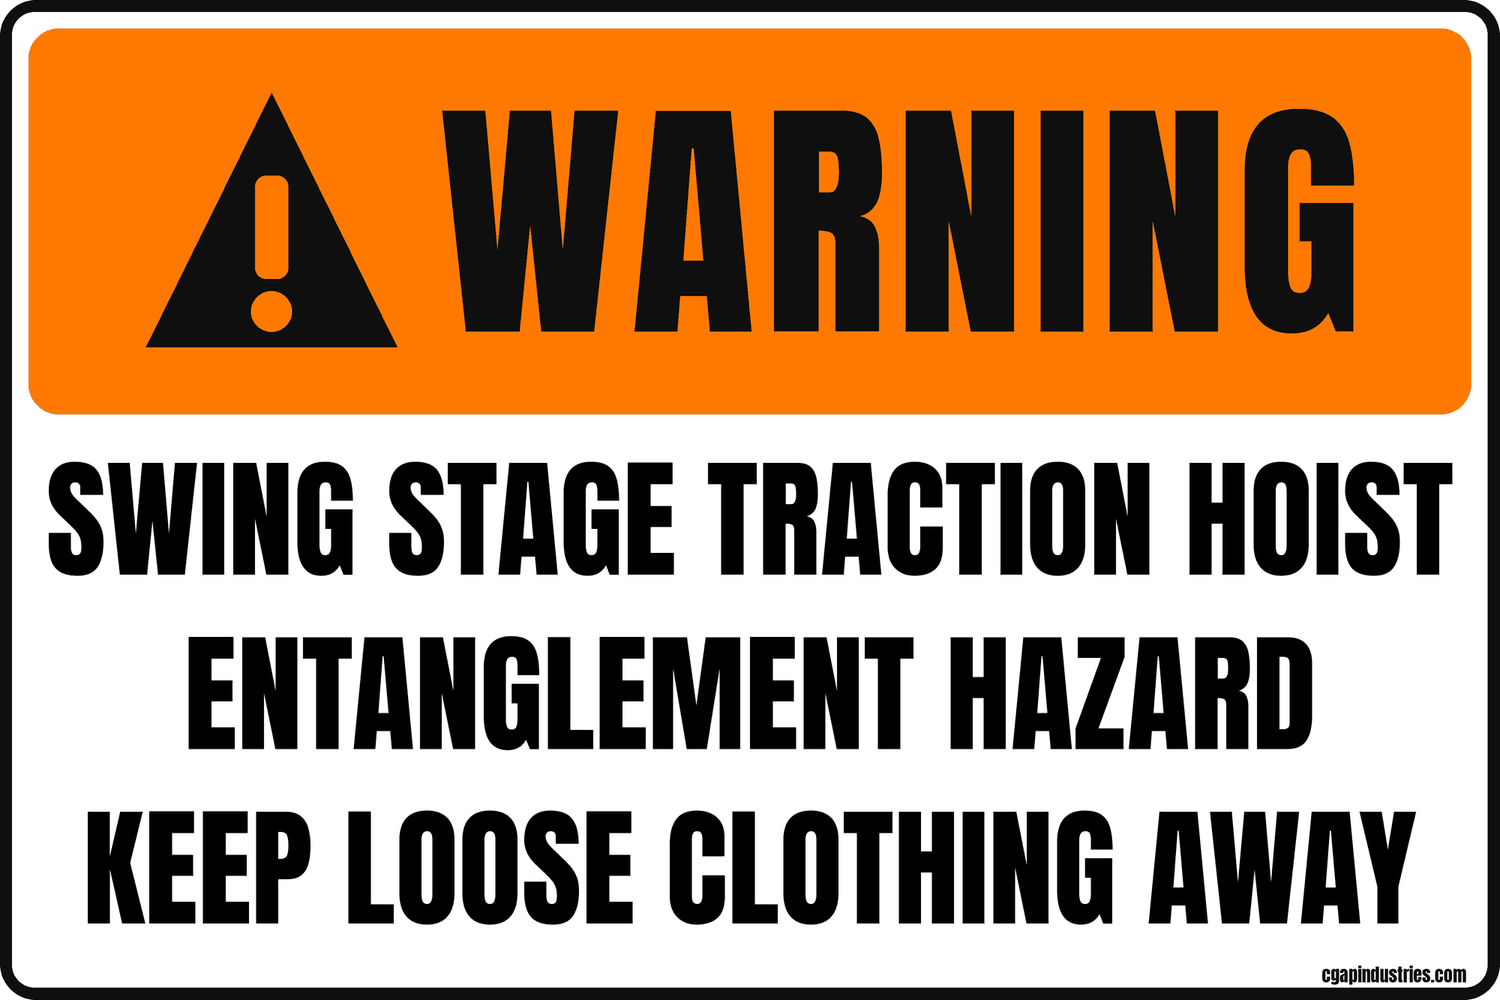 WARNING
SWING STAGE TRACTION HOIST
ENTANGLEMENT HAZARD
KEEP LOOSE CLOTHING AWAY
cgapindustries.com